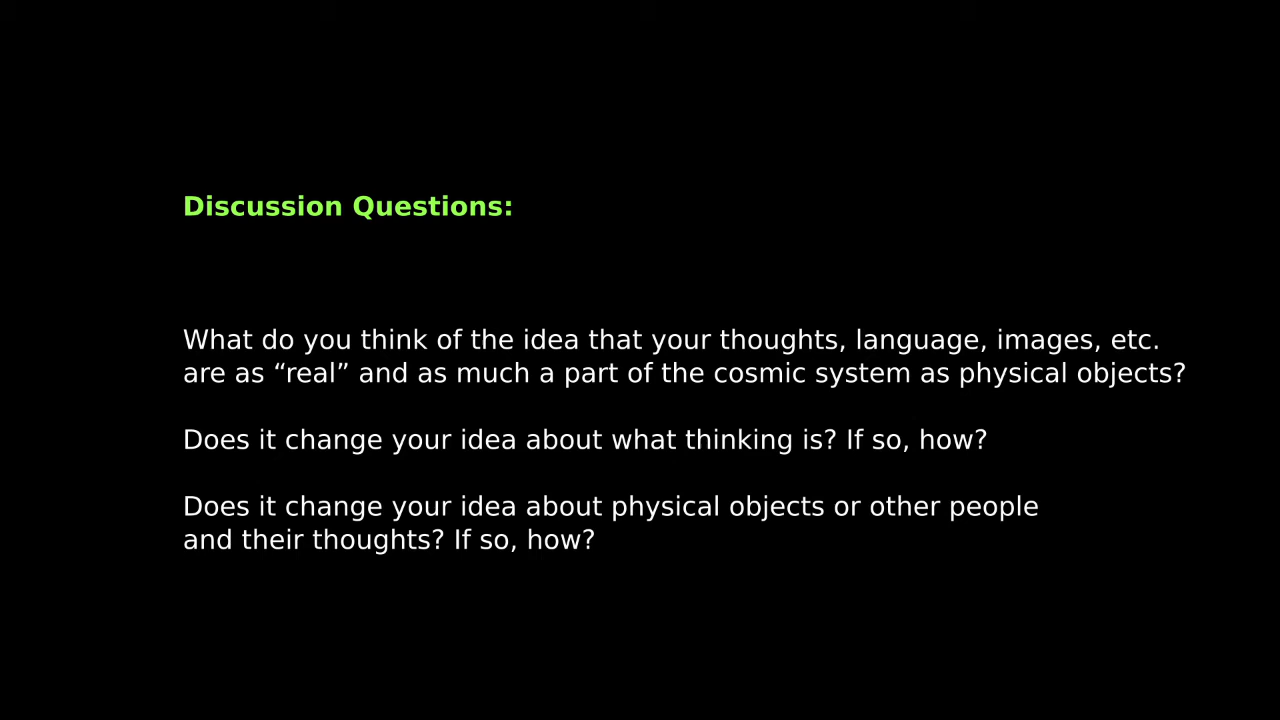 Discussion Questions:
What do you think of the idea that your thoughts, language, images, etc.
are as “real” and as much a part of the cosmic system as physical objects?
Does it change your idea about what thinking is? If so, how?
Does it change your idea about physical objects or other people
and their thoughts? If so, how?